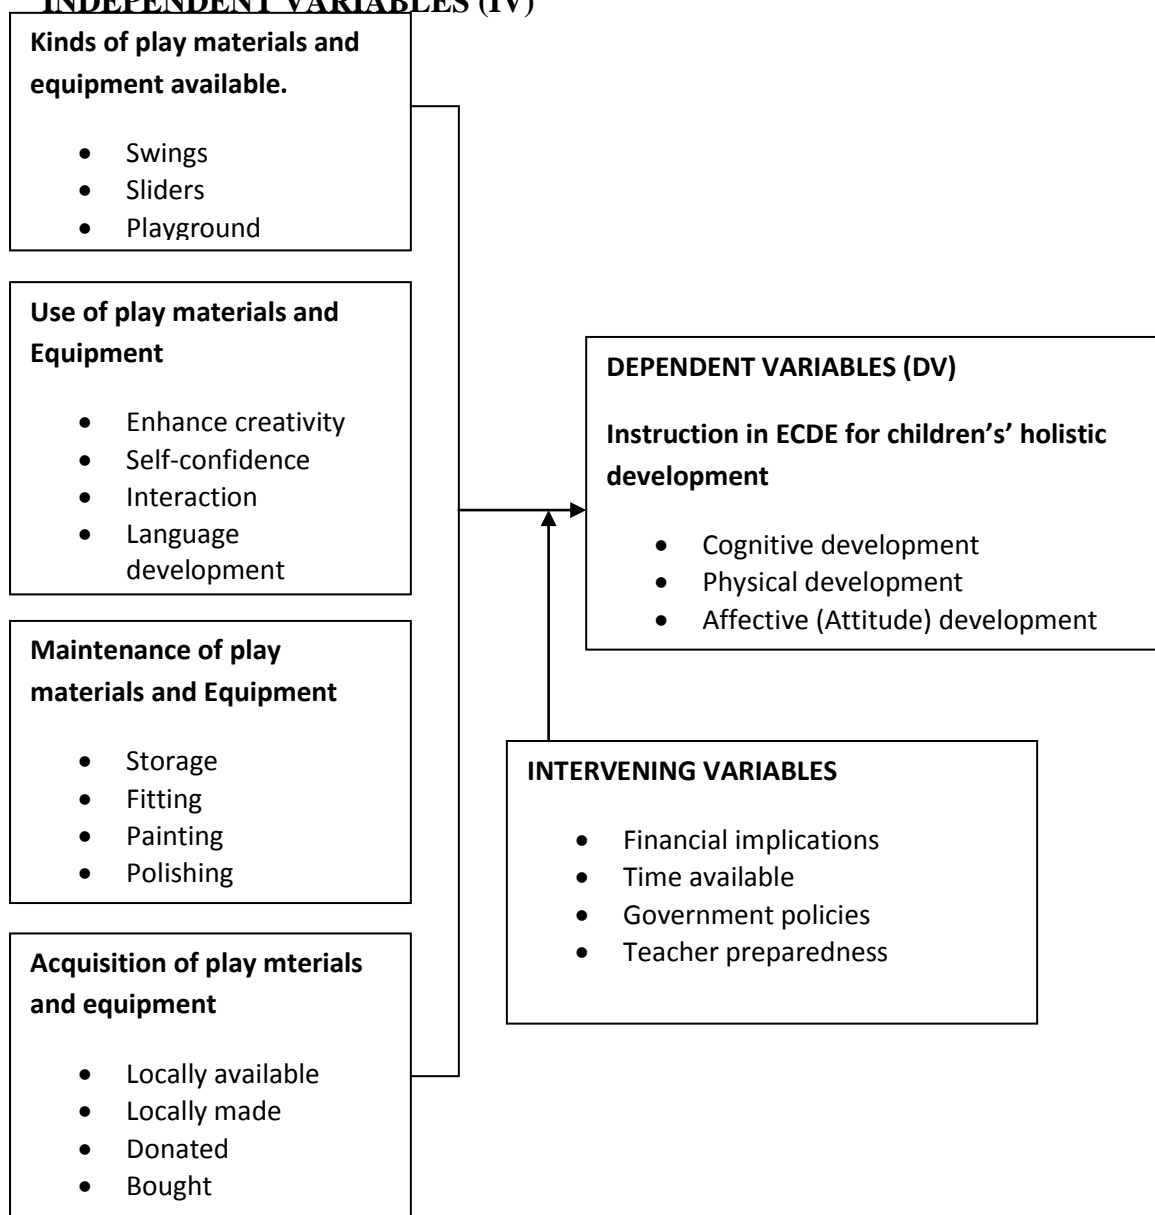 INDEPENDENT VARIABLES (IV)
Kinds of play materials and
equipment available.
• Swings
• Sliders
• Playground
Use of play materials and
Equipment
• Enhance creativity
• Self-confidence
• Interaction
• Language
development
Maintenance of play
materials and Equipment
• Storage
• Fitting
• Painting
• Polishing
Acquisition of play mterials
and equipment
• Locally available
• Locally made
• Donated
• Bought
DEPENDENT VARIABLES (DV)
Instruction in ECDE for children's’ holistic
development
• Cognitive development
• Physical development
• Affective (Attitude) development
INTERVENING VARIABLES
• Financial implications
• Time available
• Government policies
• Teacher preparedness